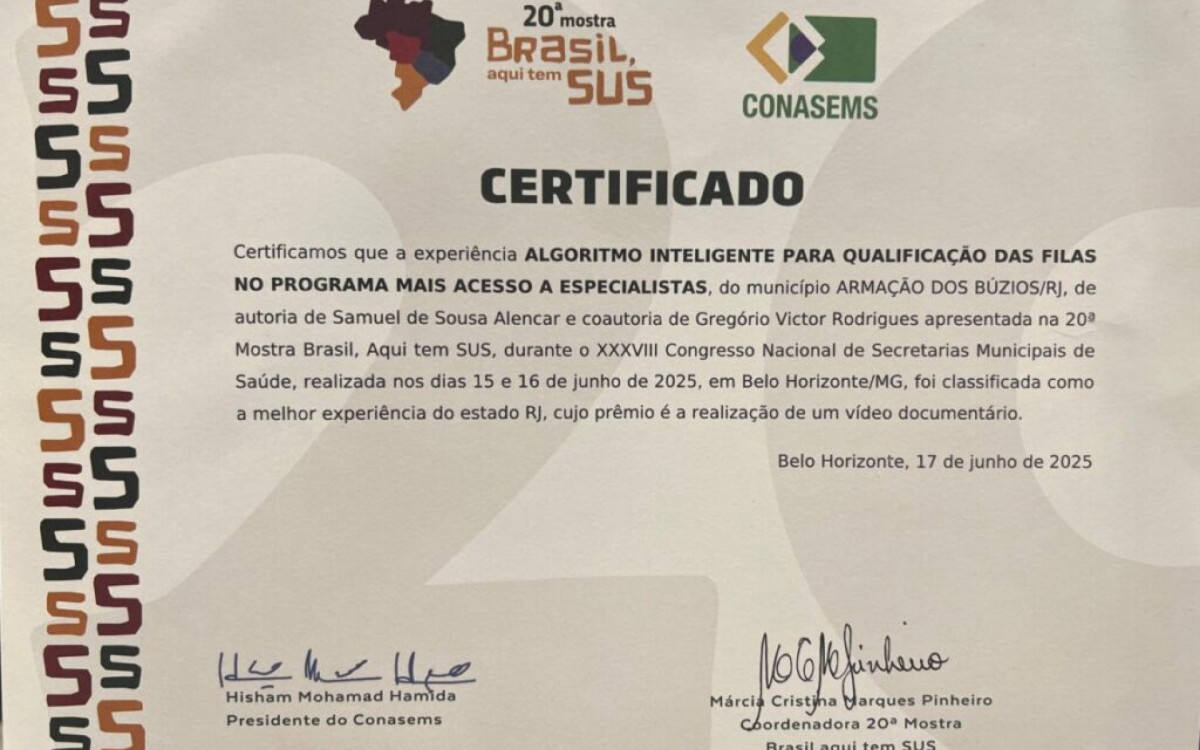 20ª mostra
BRasiL,
aqui tem SUS
CONASEMS
CERTIFICADO
Certificamos que a experiência ALGORITMO INTELIGENTE PARA QUALIFICAÇÃO DAS FILAS
NO PROGRAMA MAIS ACESSO A ESPECIALISTAS, do município ARMAÇÃO DOS BÚZIOS/RJ, de
autoria de Samuel de Sousa Alencar e coautoria de Gregório Victor Rodrigues apresentada na 20ª
Mostra Brasil, Aqui tem SUS, durante o XXXVIII Congresso Nacional de Secretarias Municipais de
Saúde, realizada nos dias 15 e 16 de junho de 2025, em Belo Horizonte/MG, foi classificada como
a melhor experiência do estado RJ, cujo prêmio é a realização de um vídeo documentário.
Belo Horizonte, 17 de junho de 2025
Hisham Mohamad Hamida
Presidente do Conasems
Márcia Cristina Marques Pinheiro
Coordenadora 20ª Mostra
Brasil aqui tem SUS